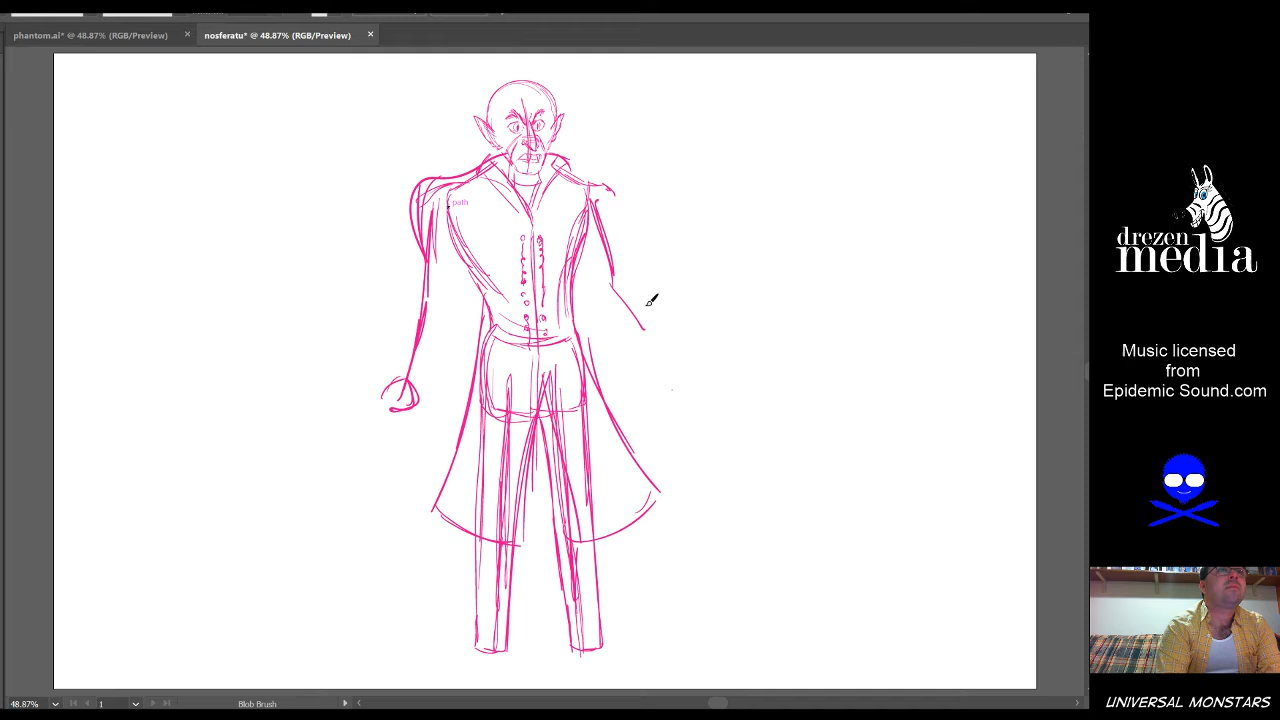 phantom.ai* @ 48.87% (RGB/Preview)
nosferatu* @ 48.87% (RGB/Preview)
path
drezen
media
Music licensed
from
Epidemic Sound.com
48.87%
1
Blob Brush
UNIVERSAL MONSTARS